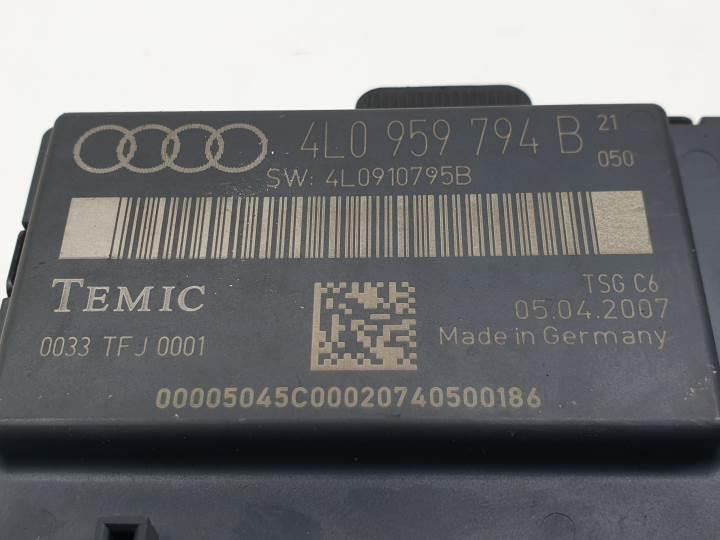 4L0 959 794 B 21
050
SW: 4L0910795B
TEMIC
TSG C6
05.04.2007
0033 TFJ 0001
Made in Germany
00005045C00020740500186